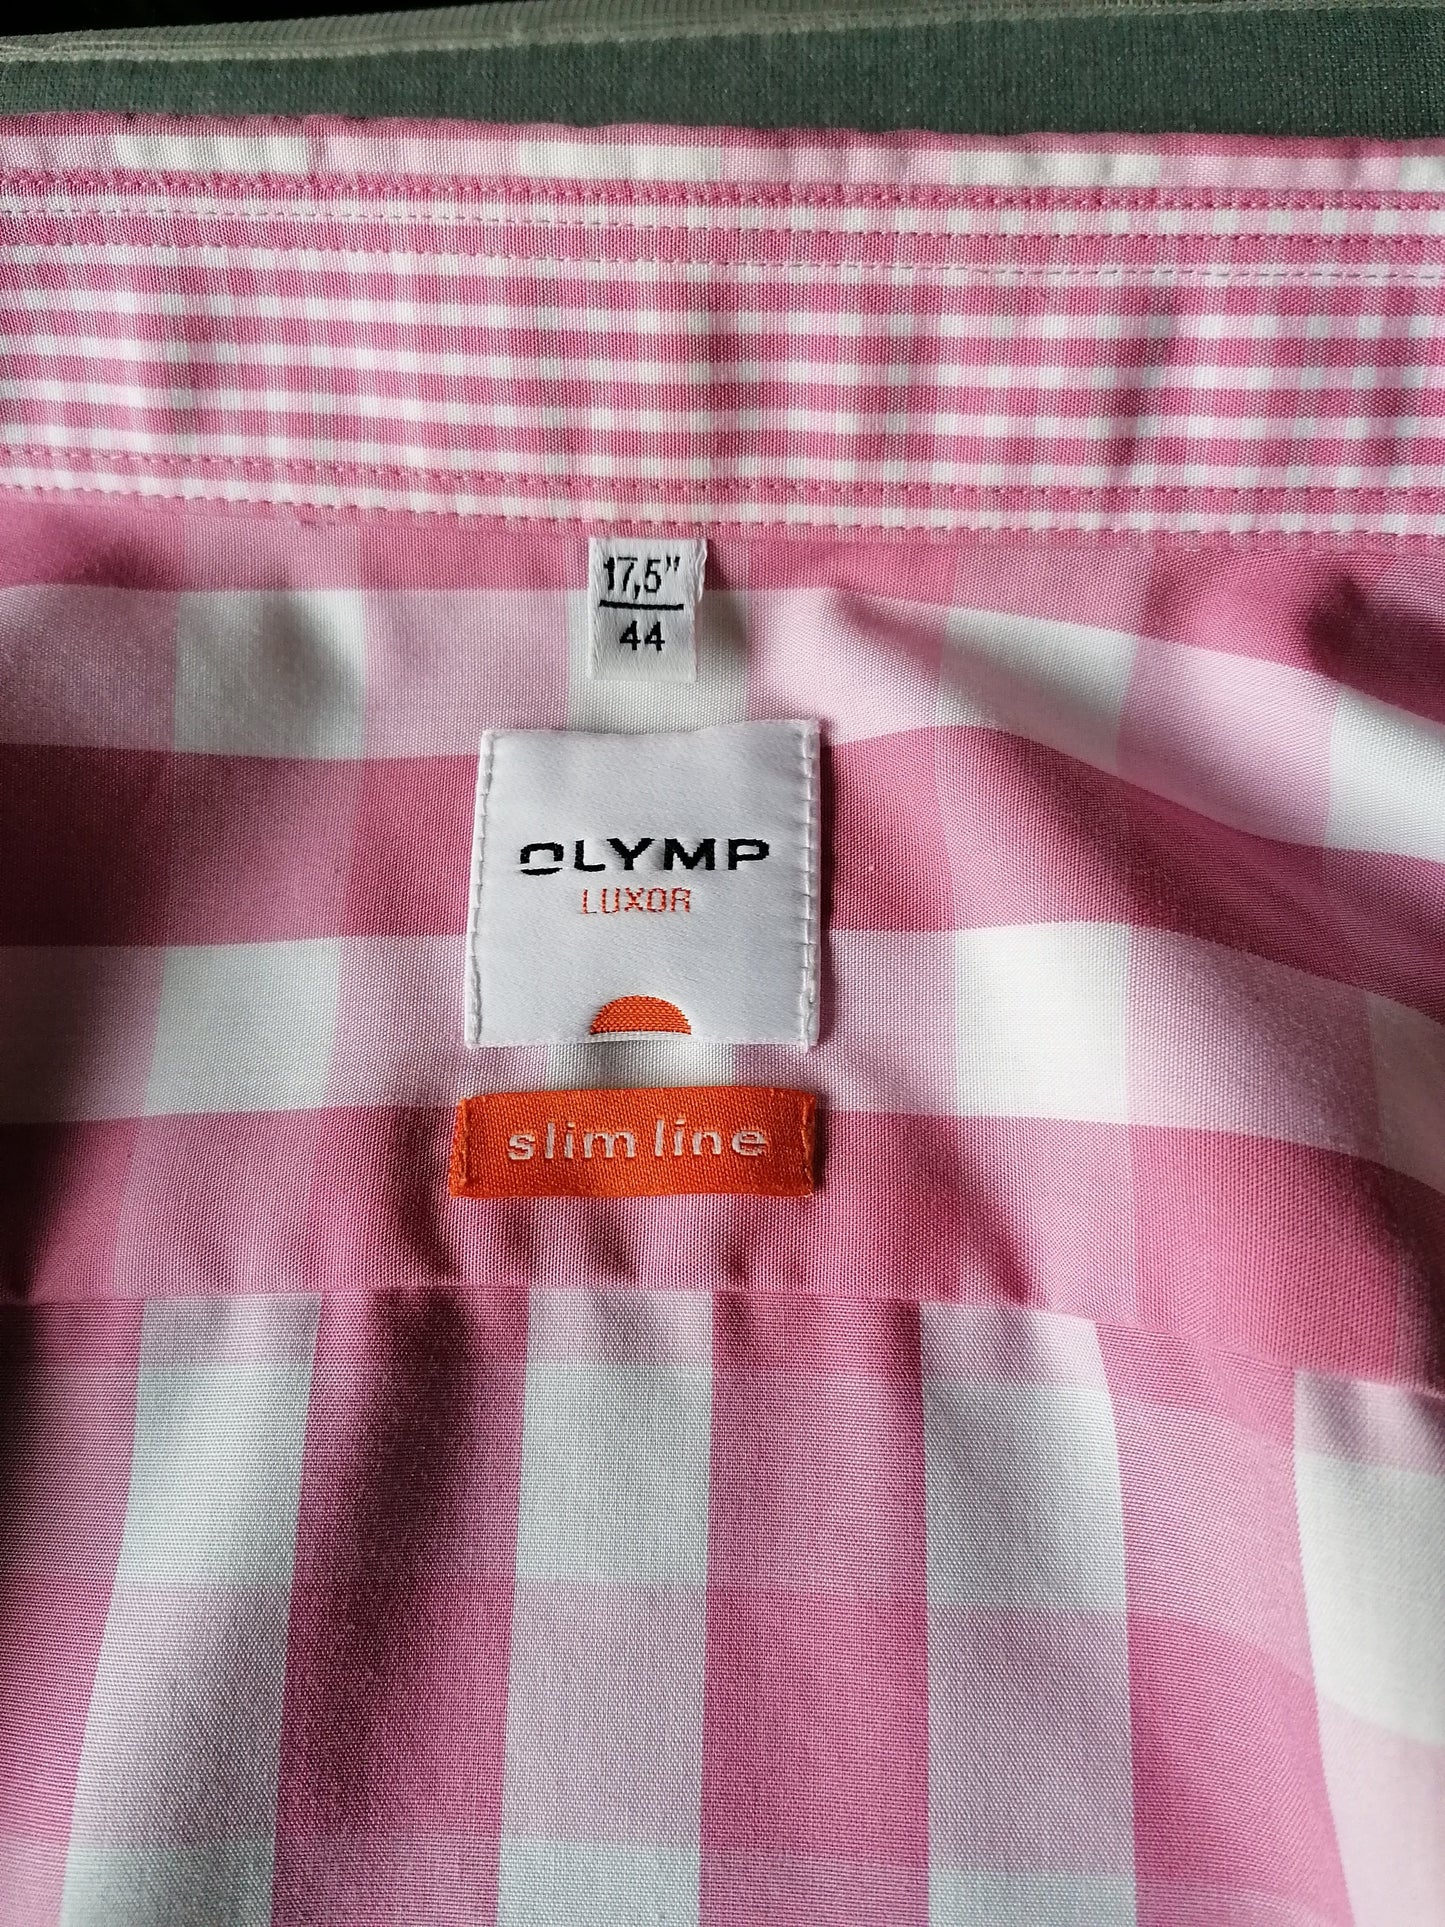 17,5"
44
OLYMP
LUXOR
slim line